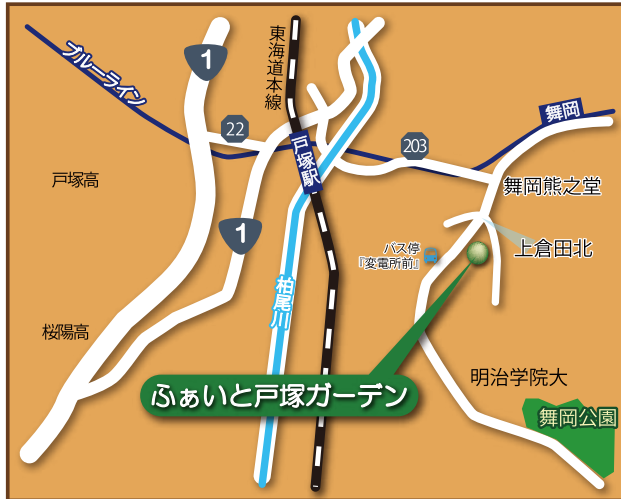 東海道本線
1
ブルーライン
舞岡
22
203
戸塚駅
戸塚高
舞岡熊之堂
1
バス停
『変電所前』
上倉田北
柏尾川
桜陽高
明治学院大
ふぁいと戸塚ガーデン
舞岡公園